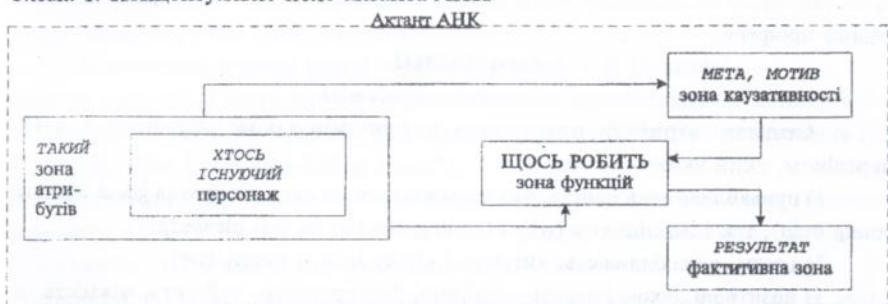 Актант АНК
МЕТА, МОТИВ
зона каузативності
ТАКИЙ
зона
атри-
бутів
ХТОСЬ
ІСНУЮЧИЙ
персонаж
ЩОСЬ РОБИТЬ
зона функцій
РЕЗУЛЬТАТ
фактитивна зона